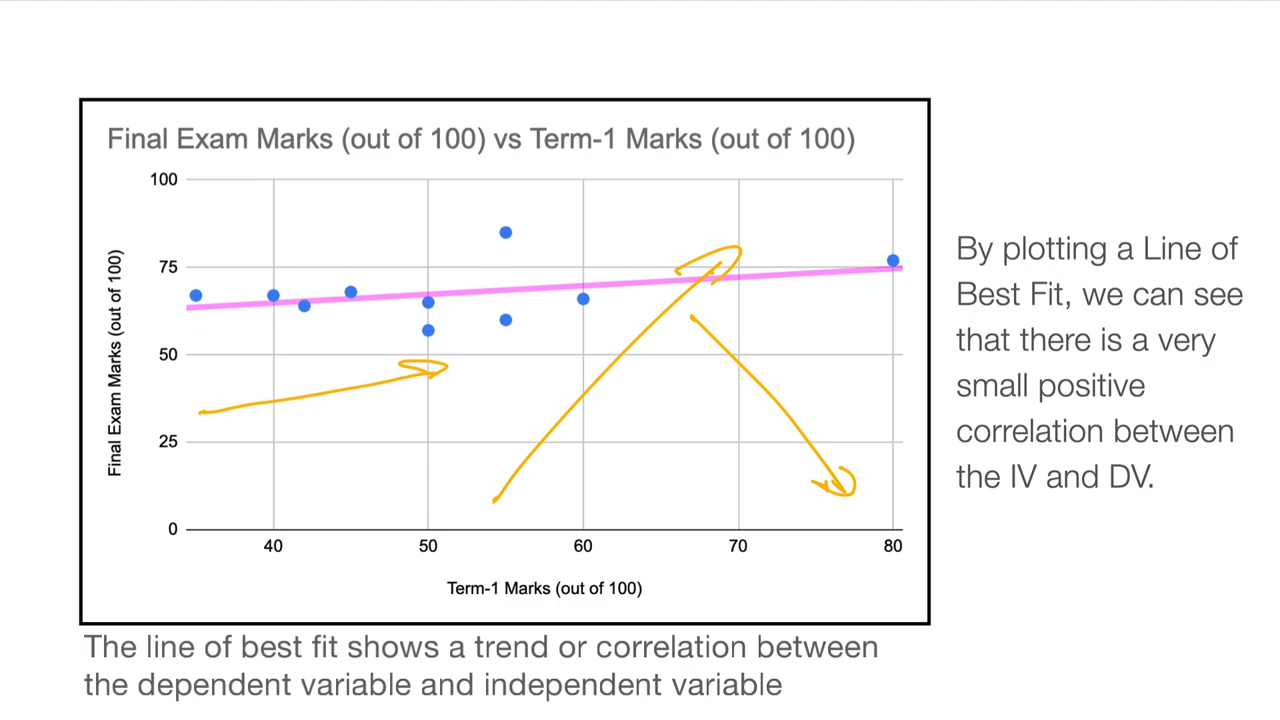 Final Exam Marks (out of 100) vs Term-1 Marks (out of 100)
100
75
50
25
0
Final Exam Marks (out of 100)
40 50 60 70 80
Term-1 Marks (out of 100)
By plotting a Line of
Best Fit, we can see
that there is a very
small positive
correlation between
the IV and DV.
The line of best fit shows a trend or correlation between
the dependent variable and independent variable